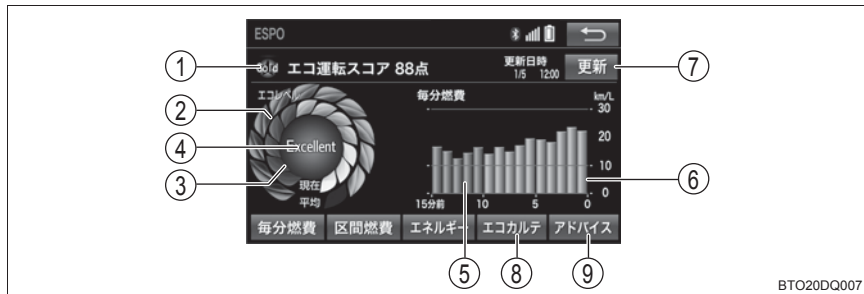 ESPO
① Gold エコ運転スコア 88点 更新日時 1/5 12:00 更新 ⑦
② エコレベル 毎分燃費 km/L
30
④ Excellent 20
③ 10 ⑥
現在 0
平均 15分前 10 5 0
毎分燃費 区間燃費 エネルギー エコカルテ アドバイス
⑤ ⑧ ⑨
BTO20DQ007